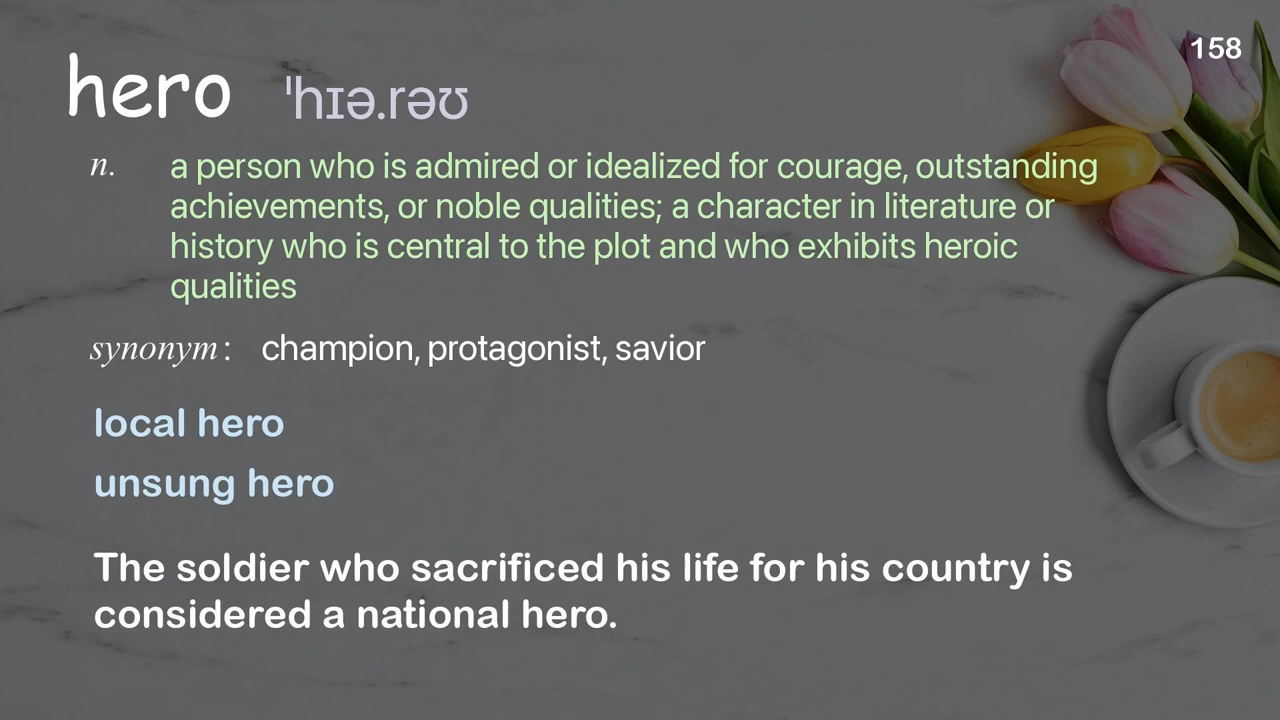 158
hero ˈhɪə.rəʊ
n. a person who is admired or idealized for courage, outstanding
achievements, or noble qualities; a character in literature or
history who is central to the plot and who exhibits heroic
qualities
synonym: champion, protagonist, savior
local hero
unsung hero
The soldier who sacrificed his life for his country is
considered a national hero.